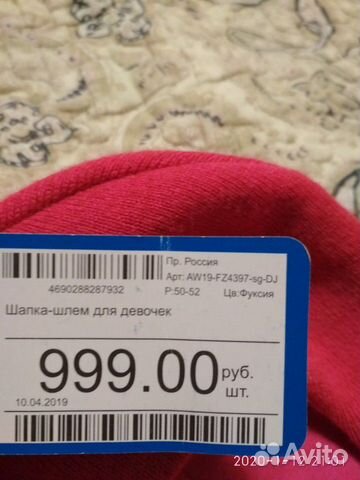 Пр. Россия
Арт: AW19-FZ4397-sg-DJ
4690288287932
Р:50-52 Цв:Фуксия
Шапка-шлем для девочек
999.00 руб.
шт.
10.04.2019
Avito